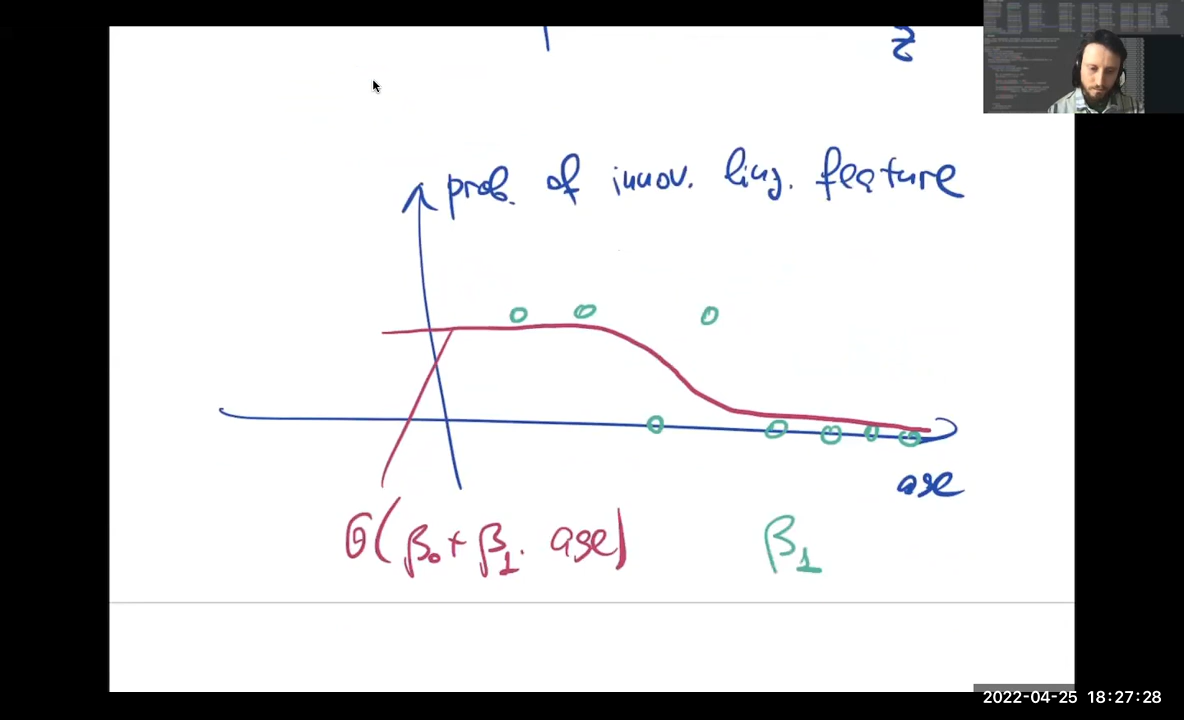 z
prob. of innov. ling. feature
age
σ(β₀ + β₁. age)
β₁
2022-04-25 18:27:28